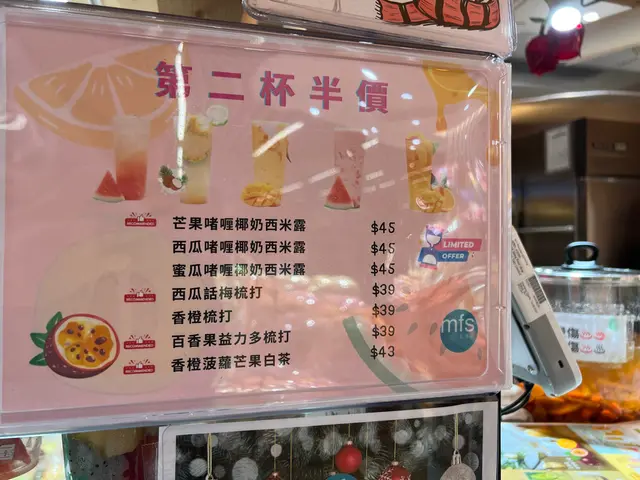 第二杯半價
芒果啫喱椰奶西米露 $45
西瓜啫喱椰奶西米露 $45
蜜瓜啫喱椰奶西米露 $45
西瓜話梅梳打 $39
香橙梳打 $39
百香果益力多梳打 $39
香橙菠蘿芒果白茶 $43
LIMITED
OFFER
mfs